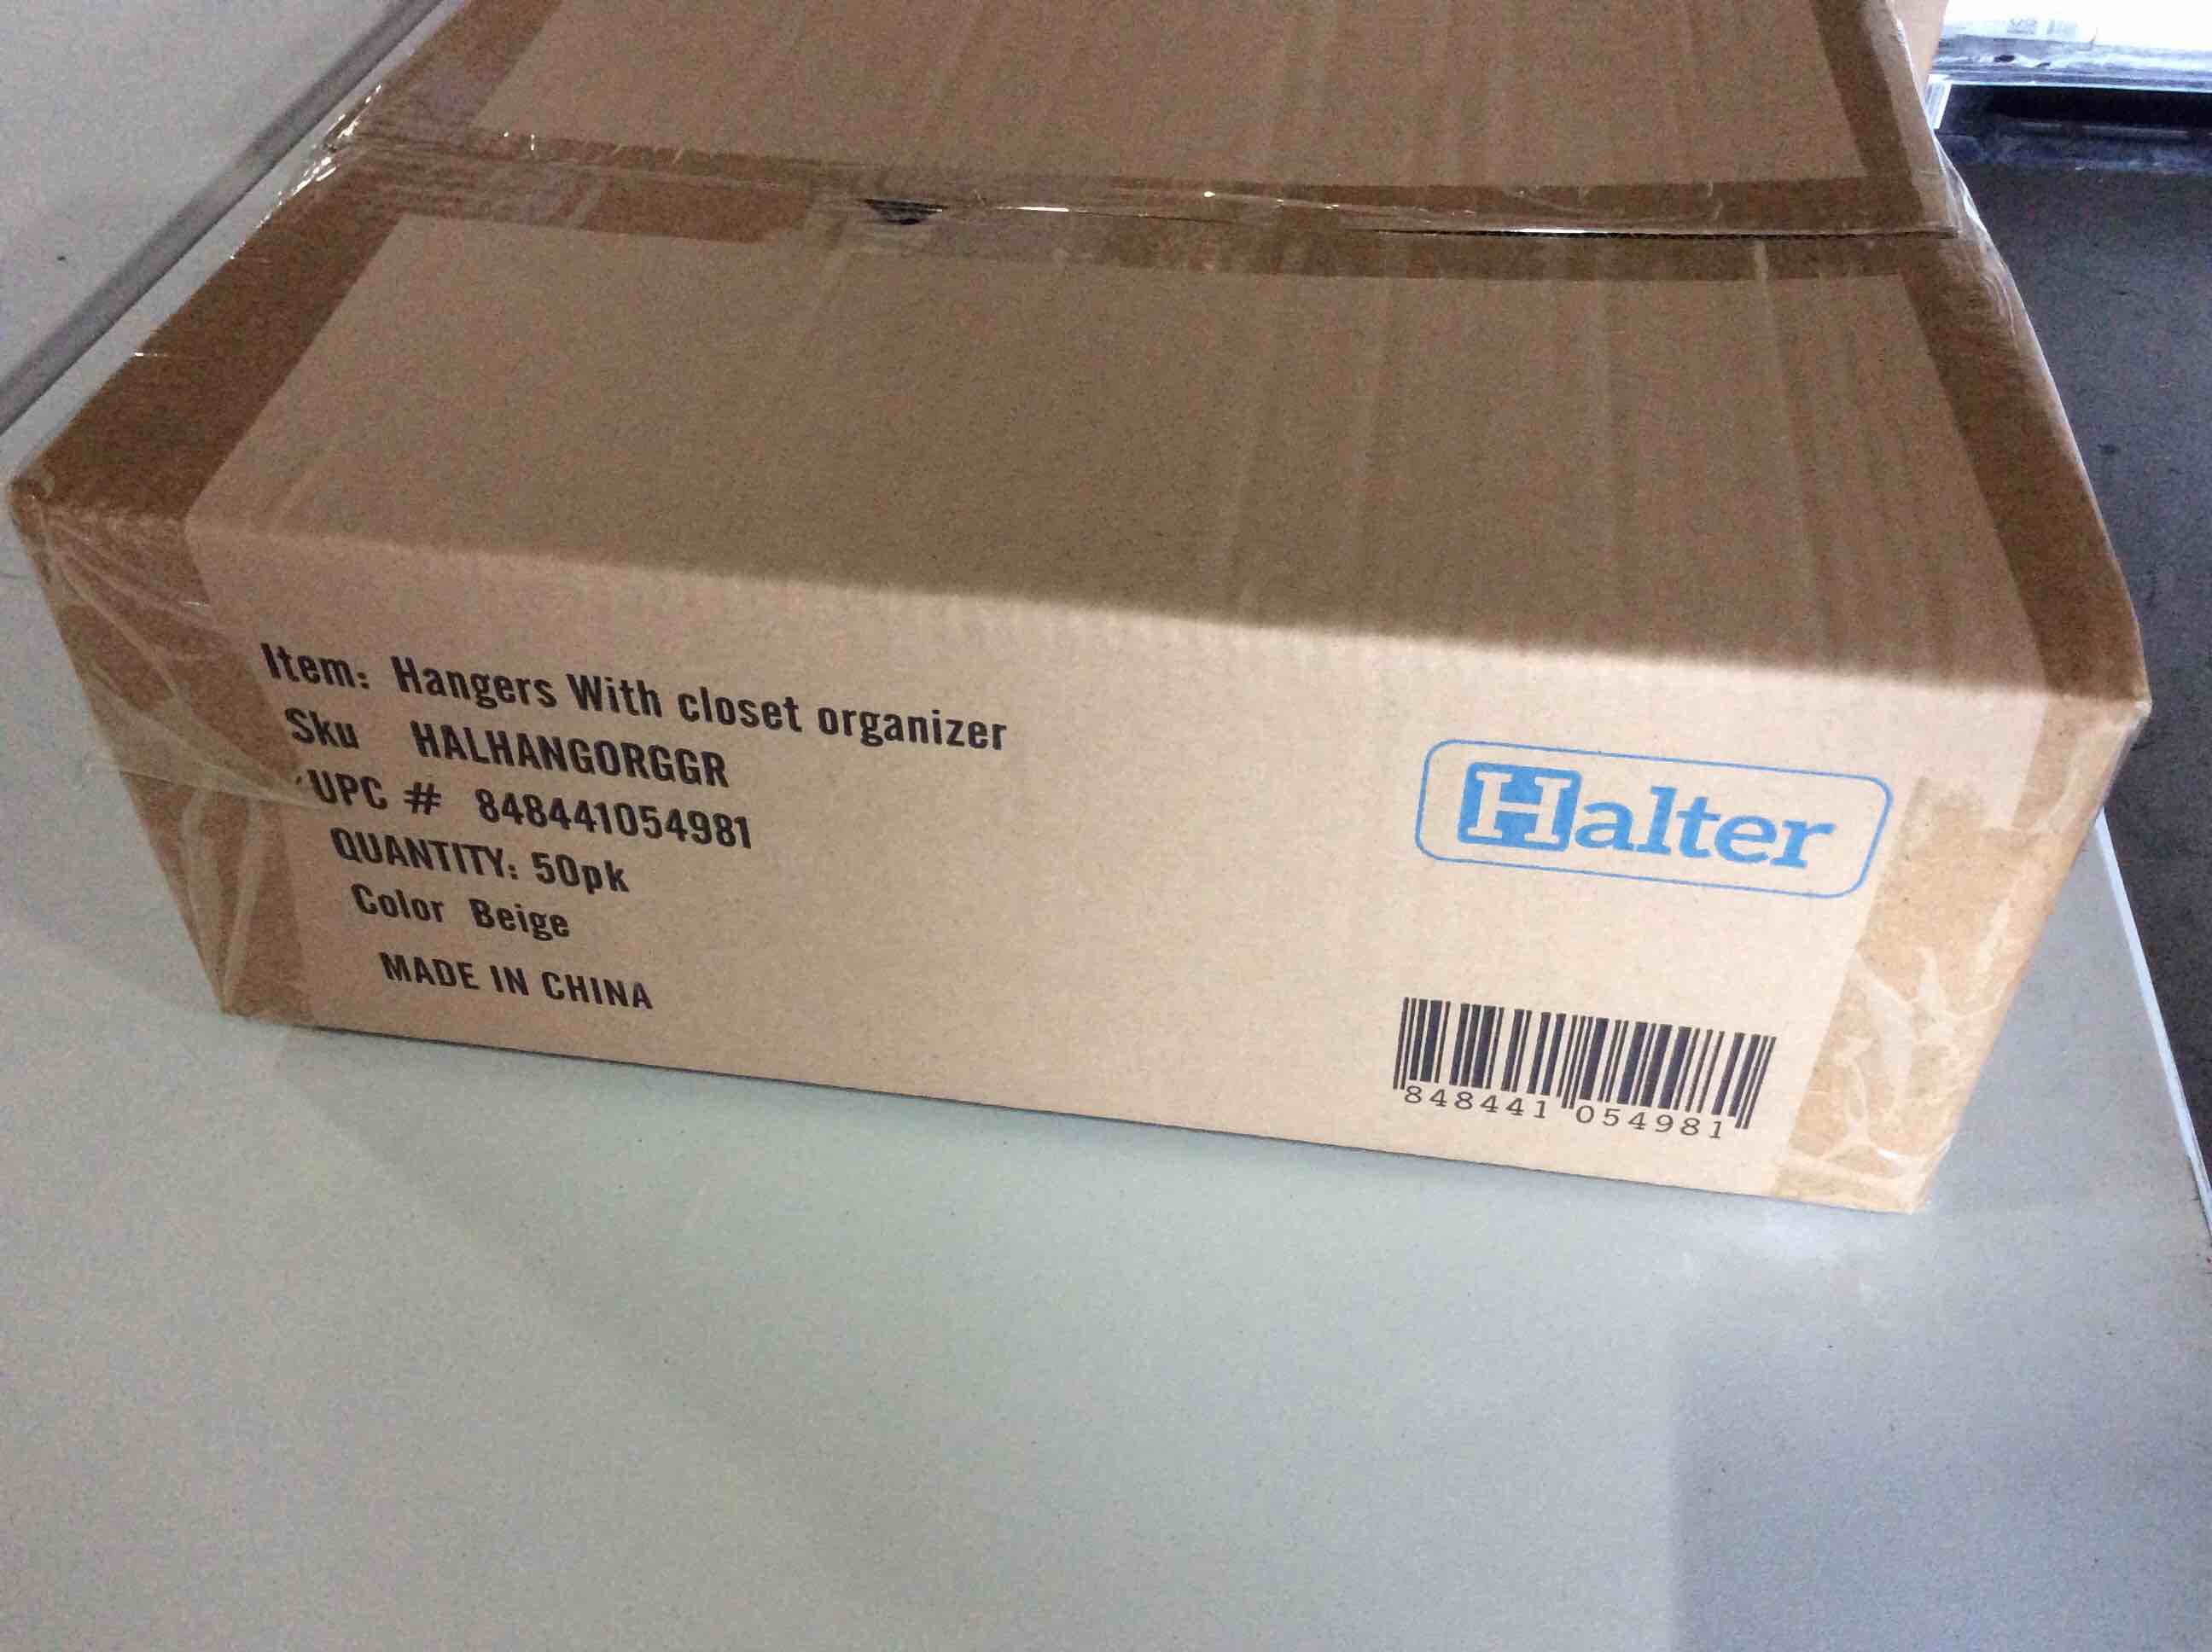 Item: Hangers With closet organizer
Sku HALHANGORGGR
UPC # 848441054981
QUANTITY: 50pk
Color Beige
MADE IN CHINA
Halter
848441 054981